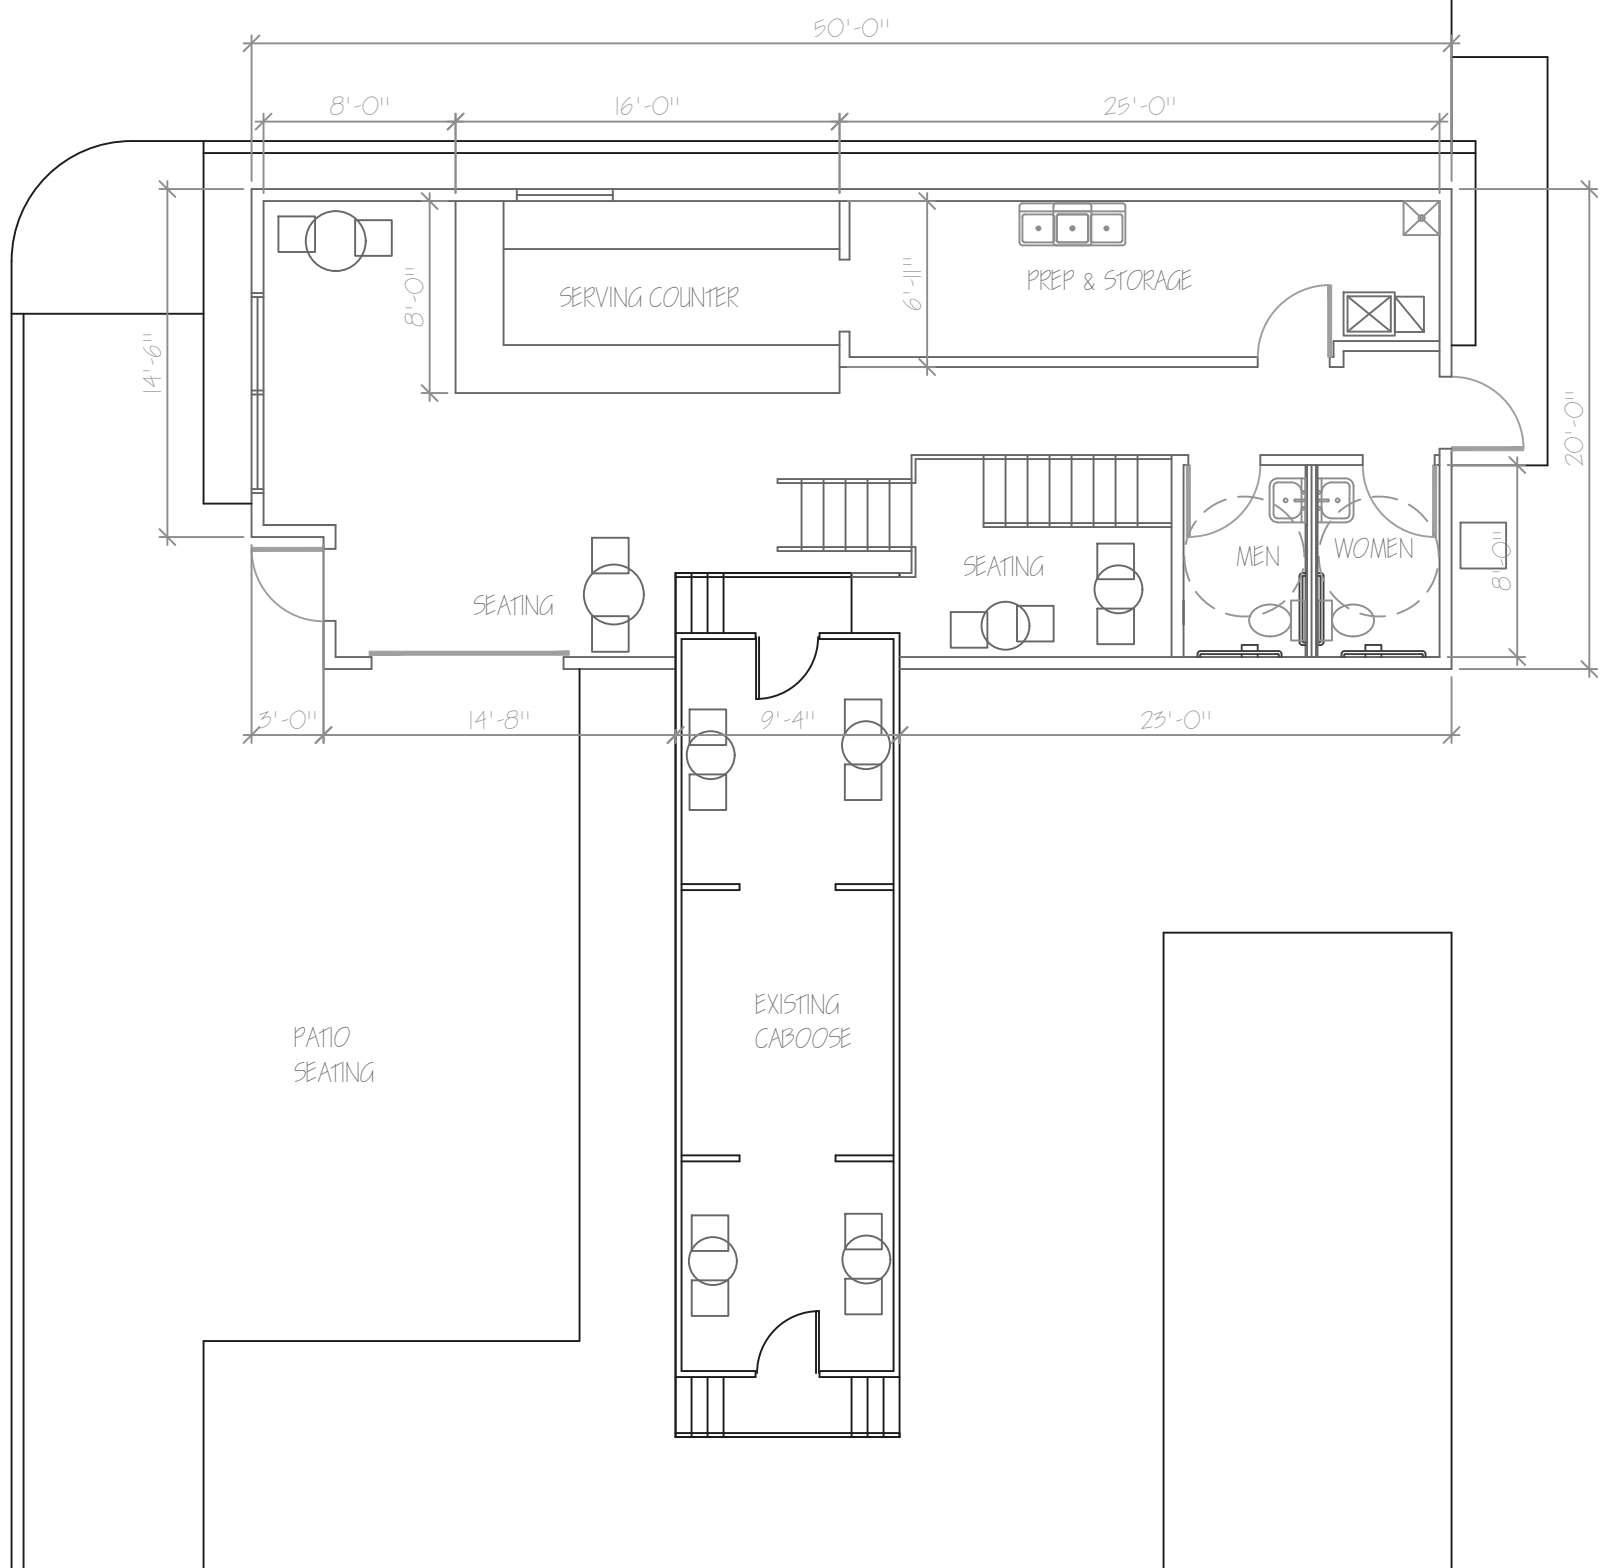 50'-0"
8'-0"
16'-0"
25'-0"
SERVING COUNTER
PREP & STORAGE
8'-0"
6'-11"
14'-6"
20'-0"
SEATING
SEATING
MEN
WOMEN
8'-0"
3'-0"
14'-8"
9'-4"
23'-0"
EXISTING
CABOOSE
PATIO
SEATING